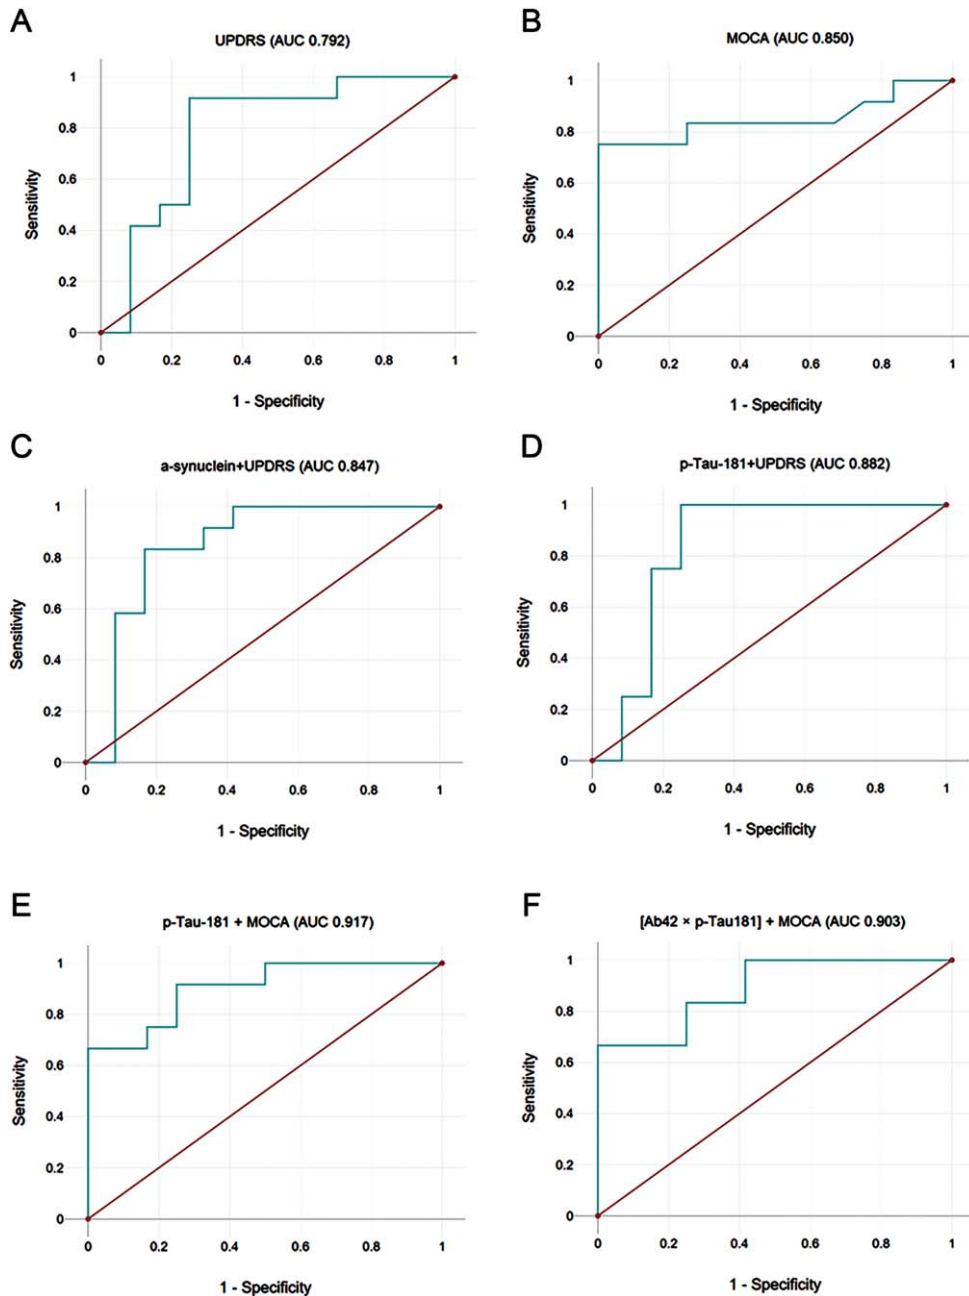 A
UPDRS (AUC 0.792)
1
0.8
0.6
0.4
0.2
0
0 0.2 0.4 0.6 0.8 1
Sensitivity
1 - Specificity
B
MOCA (AUC 0.850)
1
0.8
0.6
0.4
0.2
0
0 0.2 0.4 0.6 0.8 1
Sensitivity
1 - Specificity
C
a-synuclein+UPDRS (AUC 0.847)
1
0.8
0.6
0.4
0.2
0
0 0.2 0.4 0.6 0.8 1
Sensitivity
1 - Specificity
D
p-Tau-181+UPDRS (AUC 0.882)
1
0.8
0.6
0.4
0.2
0
0 0.2 0.4 0.6 0.8 1
Sensitivity
1 - Specificity
E
p-Tau-181 + MOCA (AUC 0.917)
1
0.8
0.6
0.4
0.2
0
0 0.2 0.4 0.6 0.8 1
Sensitivity
1 - Specificity
F
[Ab42 × p-Tau181] + MOCA (AUC 0.903)
1
0.8
0.6
0.4
0.2
0
0 0.2 0.4 0.6 0.8 1
Sensitivity
1 - Specificity